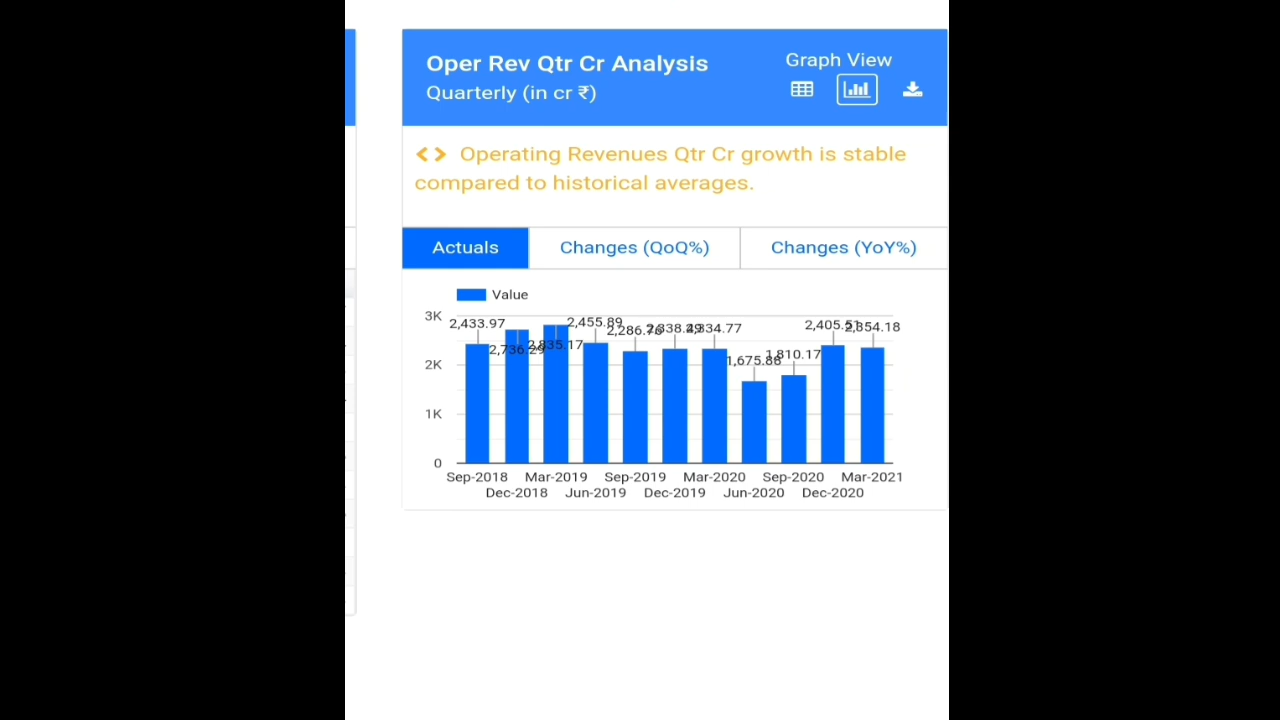 Oper Rev Qtr Cr Analysis
Quarterly (in cr ₹)
Graph View
Operating Revenues Qtr Cr growth is stable
compared to historical averages.
Actuals Changes (QoQ%) Changes (YoY%)
Value
3K
2K
1K
0
2,433.97
2,736.29
2,835.17
2,455.89
2,286.76
2,338.29
2,334.77
1,675.86
1,810.17
2,405.51
2,354.18
Sep-2018 Mar-2019 Sep-2019 Mar-2020 Sep-2020 Mar-2021
Dec-2018 Jun-2019 Dec-2019 Jun-2020 Dec-2020